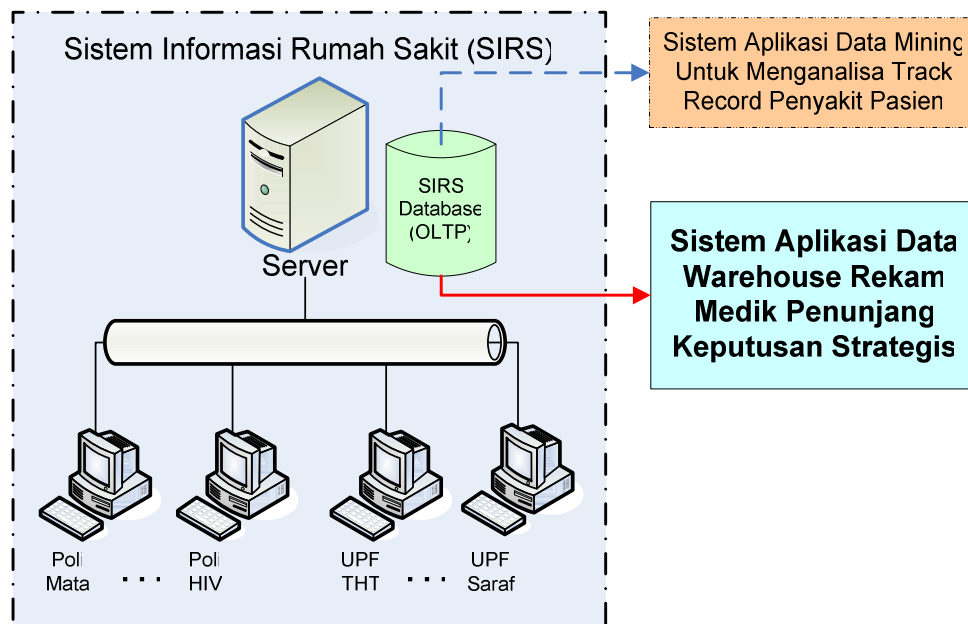 Sistem Informasi Rumah Sakit (SIRS)
Server
SIRS
Database
(OLTP)
Sistem Aplikasi Data Mining
Untuk Menganalisa Track
Record Penyakit Pasien
Sistem Aplikasi Data
Warehouse Rekam
Medik Penunjang
Keputusan Strategis
Poli
Mata
. . .
Poli
HIV
UPF
THT
. . .
UPF
Saraf